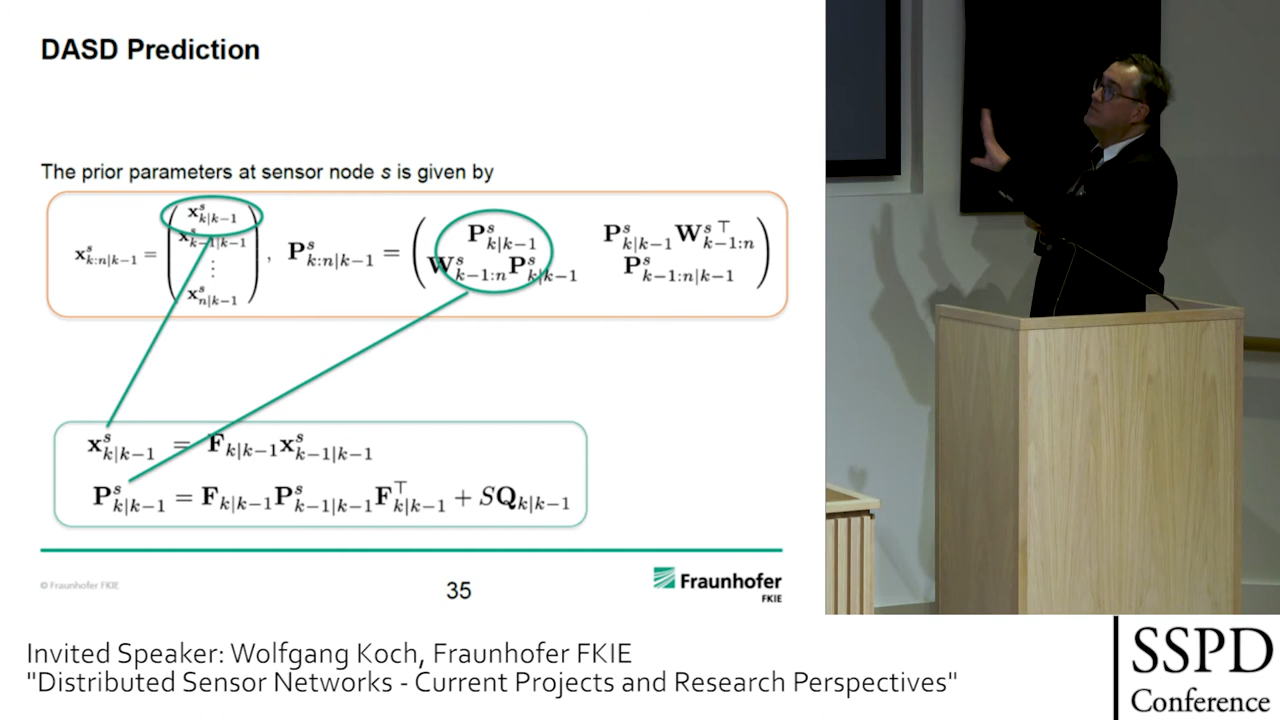 DASD Prediction
The prior parameters at sensor node s is given by
x^s_{k:n|k-1} = ( x^s_{k|k-1} x^s_{k-1|k-1} ⋮ x^s_{n|k-1} ) , P^s_{k:n|k-1} = ( P^s_{k|k-1} P^s_{k|k-1} W^{s⊤}_{k-1:n} W^s_{k-1:n} P^s_{k|k-1} P^s_{k-1:n|k-1} )
x^s_{k|k-1} = F_{k|k-1} x^s_{k-1|k-1}
P^s_{k|k-1} = F_{k|k-1} P^s_{k-1|k-1} F^⊤_{k|k-1} + SQ_{k|k-1}
© Fraunhofer FKIE
35
Fraunhofer
FKIE
Invited Speaker: Wolfgang Koch, Fraunhofer FKIE
"Distributed Sensor Networks - Current Projects and Research Perspectives"
SSPD
Conference